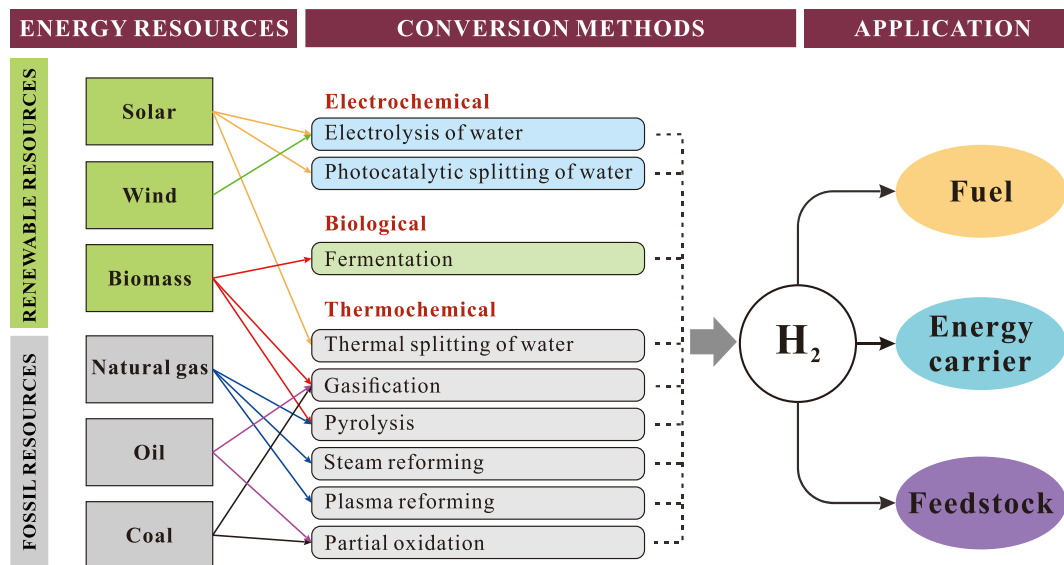 ENERGY RESOURCES
CONVERSION METHODS
APPLICATION
RENEWABLE RESOURCES
FOSSIL RESOURCES
Solar
Wind
Biomass
Natural gas
Oil
Coal
Electrochemical
Electrolysis of water
Photocatalytic splitting of water
Biological
Fermentation
Thermochemical
Thermal splitting of water
Gasification
Pyrolysis
Steam reforming
Plasma reforming
Partial oxidation
H₂
Fuel
Energy
carrier
Feedstock